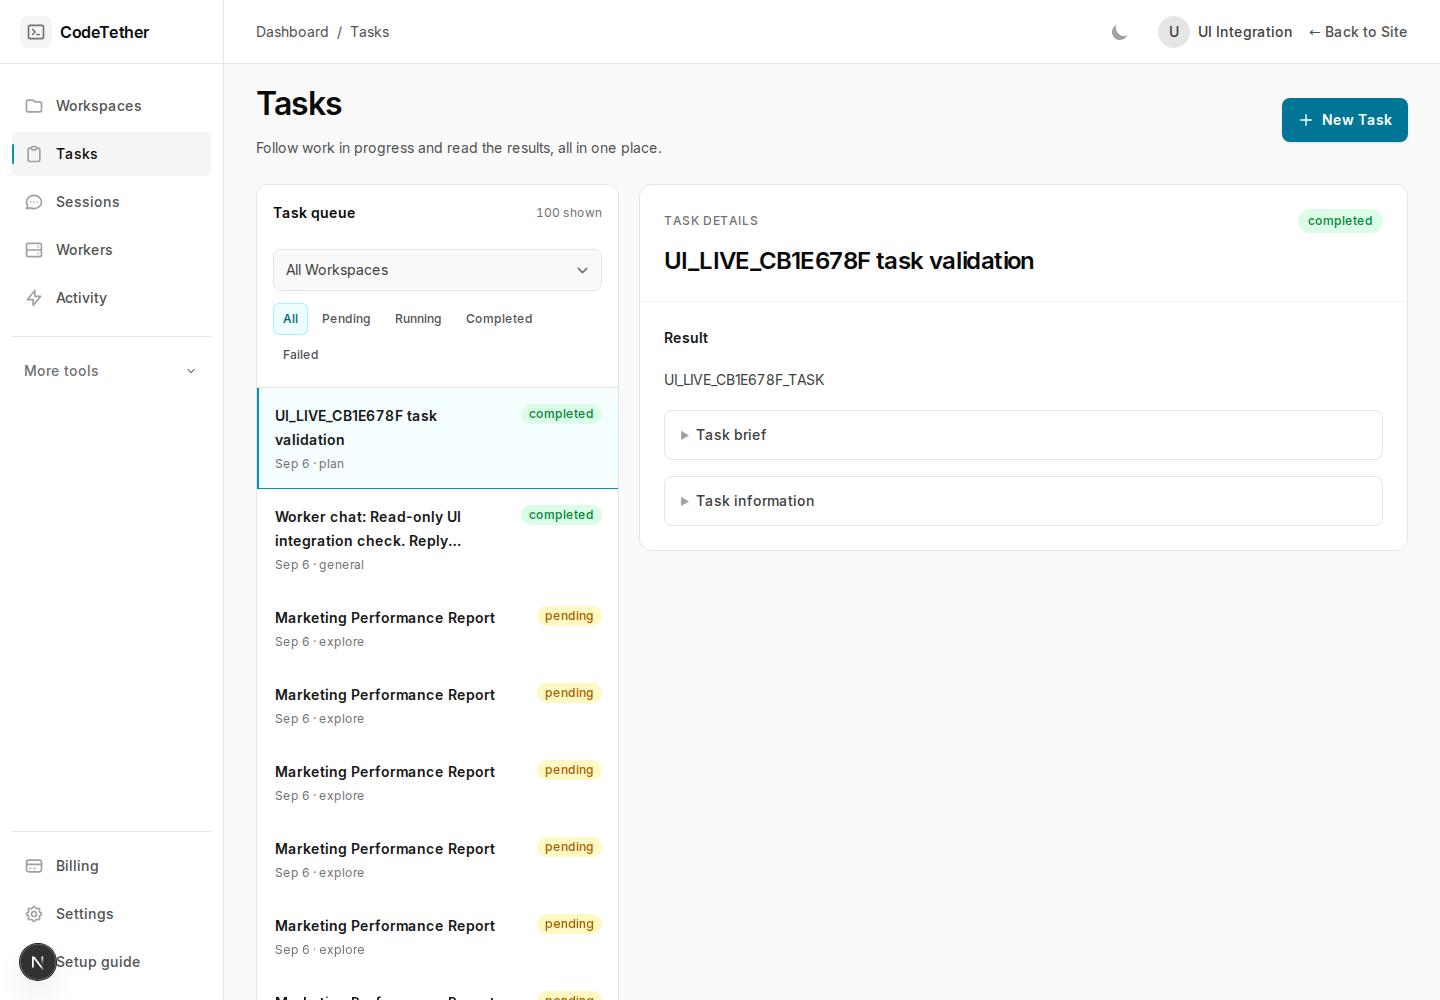 CodeTether
Dashboard / Tasks
U UI Integration ← Back to Site
Workspaces
Tasks
Sessions
Workers
Activity
More tools
Billing
Settings
N Setup guide
Tasks
Follow work in progress and read the results, all in one place.
+ New Task
Task queue 100 shown
All Workspaces
All Pending Running Completed
Failed
UI_LIVE_CB1E678F task completed
validation
Sep 6 · plan
Worker chat: Read-only UI completed
integration check. Reply...
Sep 6 · general
Marketing Performance Report pending
Sep 6 · explore
Marketing Performance Report pending
Sep 6 · explore
Marketing Performance Report pending
Sep 6 · explore
Marketing Performance Report pending
Sep 6 · explore
Marketing Performance Report pending
Sep 6 · explore
TASK DETAILS completed
UI_LIVE_CB1E678F task validation
Result
UI_LIVE_CB1E678F_TASK
Task brief
Task information